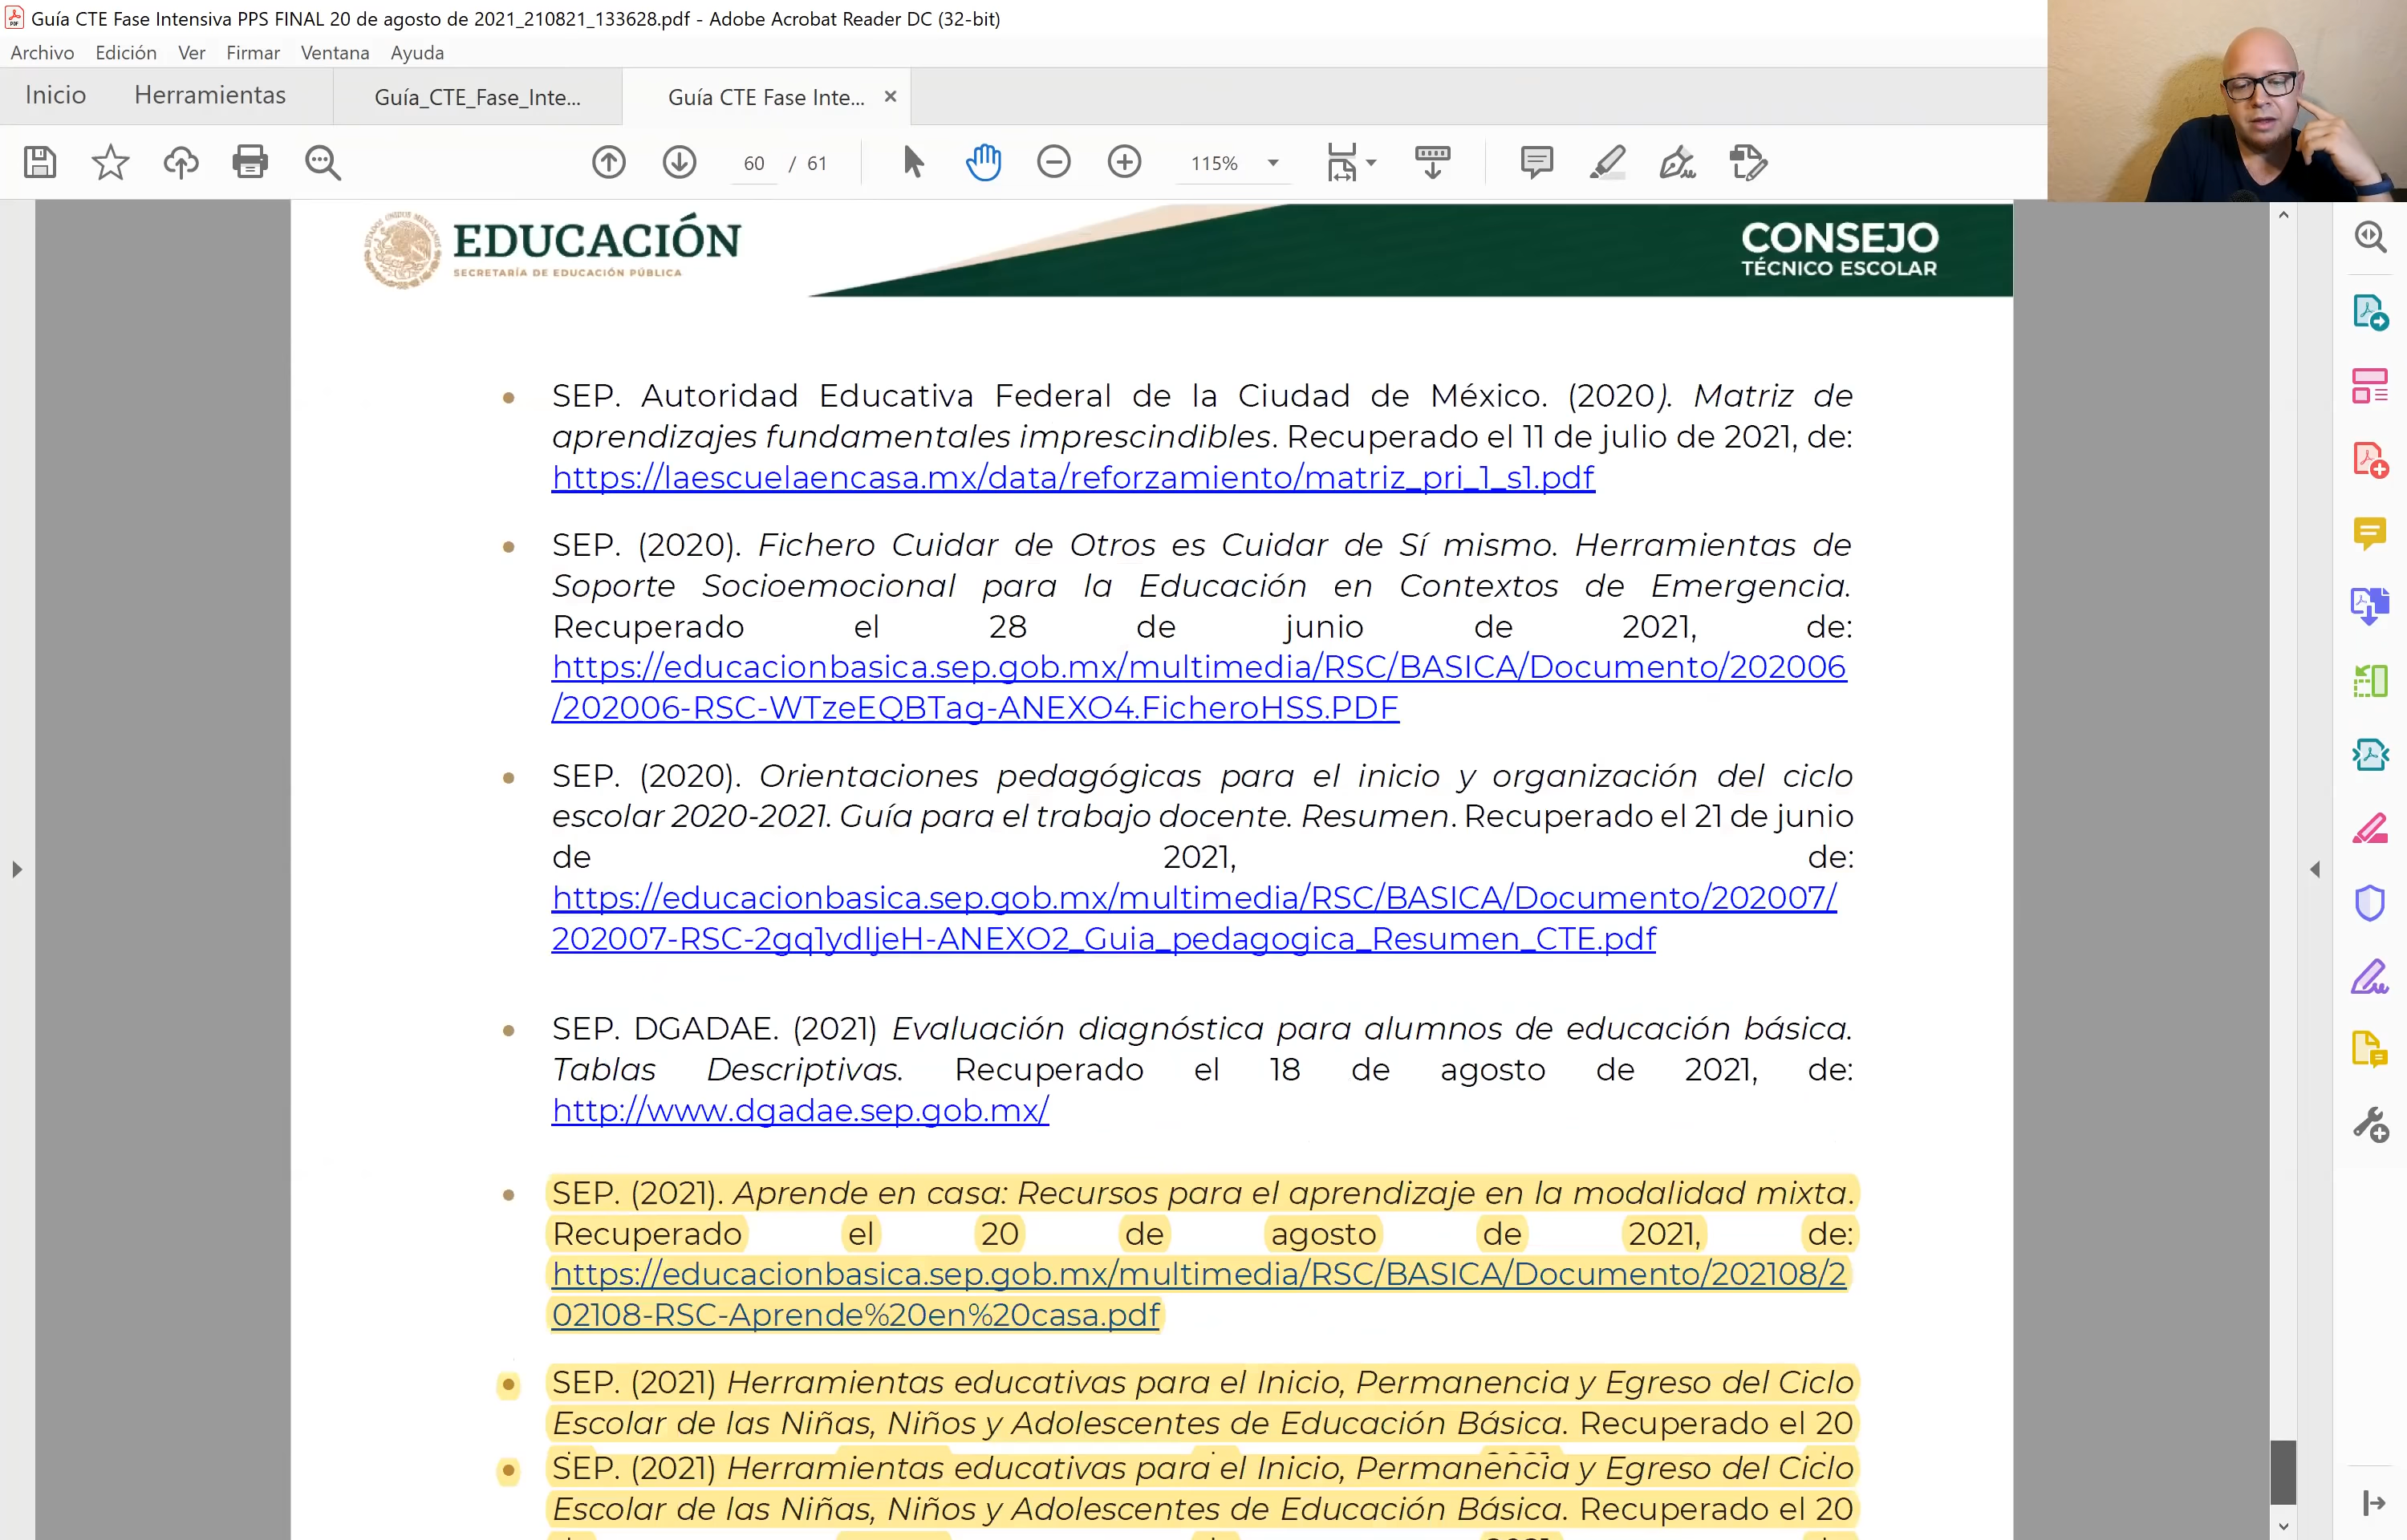 Guía CTE Fase Intensiva PPS FINAL 20 de agosto de 2021_210821_133628.pdf - Adobe Acrobat Reader DC (32-bit)
Archivo Edición Ver Firmar Ventana Ayuda
Inicio Herramientas Guía_CTE_Fase_Inte... Guía CTE Fase Inte...
60 / 61 115%
EDUCACIÓN
SECRETARÍA DE EDUCACIÓN PÚBLICA
CONSEJO
TÉCNICO ESCOLAR
• SEP. Autoridad Educativa Federal de la Ciudad de México. (2020). Matriz de
aprendizajes fundamentales imprescindibles. Recuperado el 11 de julio de 2021, de:
https://laescuelaencasa.mx/data/reforzamiento/matriz_pri_1_s1.pdf
• SEP. (2020). Fichero Cuidar de Otros es Cuidar de Sí mismo. Herramientas de
Soporte Socioemocional para la Educación en Contextos de Emergencia.
Recuperado el 28 de junio de 2021, de:
https://educacionbasica.sep.gob.mx/multimedia/RSC/BASICA/Documento/202006
/202006-RSC-WTzeEQBTag-ANEXO4.FicheroHSS.PDF
• SEP. (2020). Orientaciones pedagógicas para el inicio y organización del ciclo
escolar 2020-2021. Guía para el trabajo docente. Resumen. Recuperado el 21 de junio
de 2021, de:
https://educacionbasica.sep.gob.mx/multimedia/RSC/BASICA/Documento/202007/
202007-RSC-2gq1ydIjeH-ANEXO2_Guia_pedagogica_Resumen_CTE.pdf
• SEP. DGADAE. (2021) Evaluación diagnóstica para alumnos de educación básica.
Tablas Descriptivas. Recuperado el 18 de agosto de 2021, de:
http://www.dgadae.sep.gob.mx/
• SEP. (2021). Aprende en casa: Recursos para el aprendizaje en la modalidad mixta.
Recuperado el 20 de agosto de 2021, de:
https://educacionbasica.sep.gob.mx/multimedia/RSC/BASICA/Documento/202108/2
02108-RSC-Aprende%20en%20casa.pdf
• SEP. (2021) Herramientas educativas para el Inicio, Permanencia y Egreso del Ciclo
Escolar de las Niñas, Niños y Adolescentes de Educación Básica. Recuperado el 20
• SEP. (2021) Herramientas educativas para el Inicio, Permanencia y Egreso del Ciclo
Escolar de las Niñas, Niños y Adolescentes de Educación Básica. Recuperado el 20